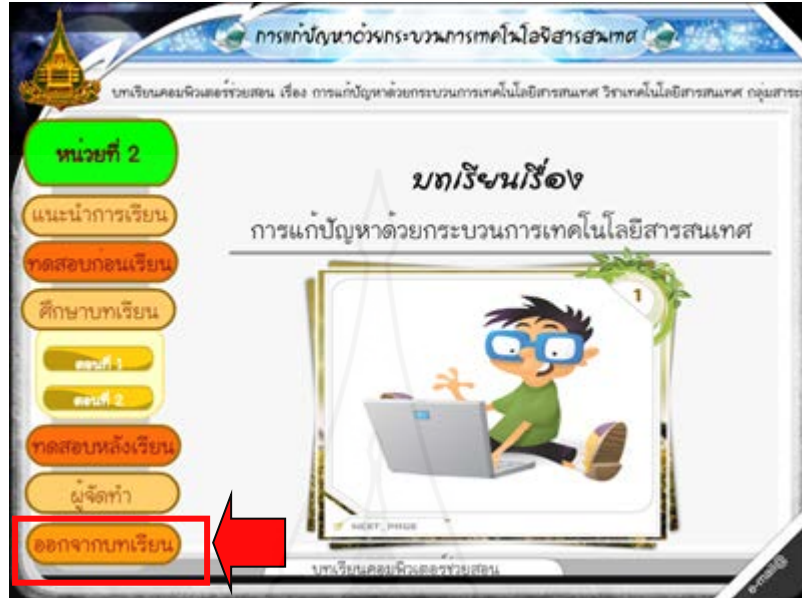 การแก้ปัญหาด้วยกระบวนการเทคโนโลยีสารสนเทศ
บทเรียนคอมพิวเตอร์ช่วยสอน เรื่อง การแก้ปัญหาด้วยกระบวนการเทคโนโลยีสารสนเทศ วิชาเทคโนโลยีสารสนเทศ กลุ่มสาระ
หน่วยที่ 2
แนะนำการเรียน
ทดสอบก่อนเรียน
ศึกษาบทเรียน
ตอนที่ 1
ตอนที่ 2
ทดสอบหลังเรียน
ผู้จัดทำ
ออกจากบทเรียน
บทเรียนเรื่อง
การแก้ปัญหาด้วยกระบวนการเทคโนโลยีสารสนเทศ
1
NEXT_PAGE
บทเรียนคอมพิวเตอร์ช่วยสอน
e-mail@